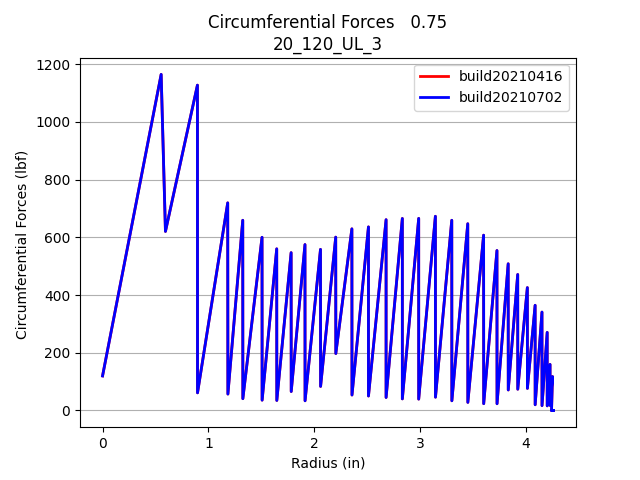 Circumferential Forces   0.75
20_120_UL_3
build20210416
build20210702
Circumferential Forces (lbf)
1200
1000
800
600
400
200
0
0 1 2 3 4
Radius (in)